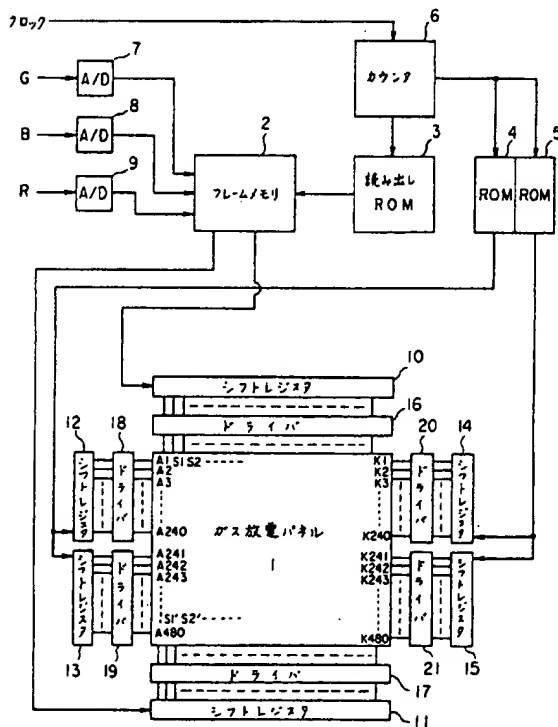 クロック
6
カウンタ
G
7
A/D
B
8
A/D
R
9
A/D
2
フレームメモリ
3
読み出し
ROM
4
ROM
5
ROM
10
シフトレジスタ
16
ドライバ
12
シフトレジスタ
18
ドライバ
A1 S1 S2
A2
A3
A240
A241
A242
A243
S1' S2'
A480
ガス放電パネル
1
K1
K2
K3
K240
K241
K242
K243
K480
20
ドライバ
14
シフトレジスタ
13
シフトレジスタ
19
ドライバ
21
ドライバ
15
シフトレジスタ
ドライバ
17
シフトレジスタ
11